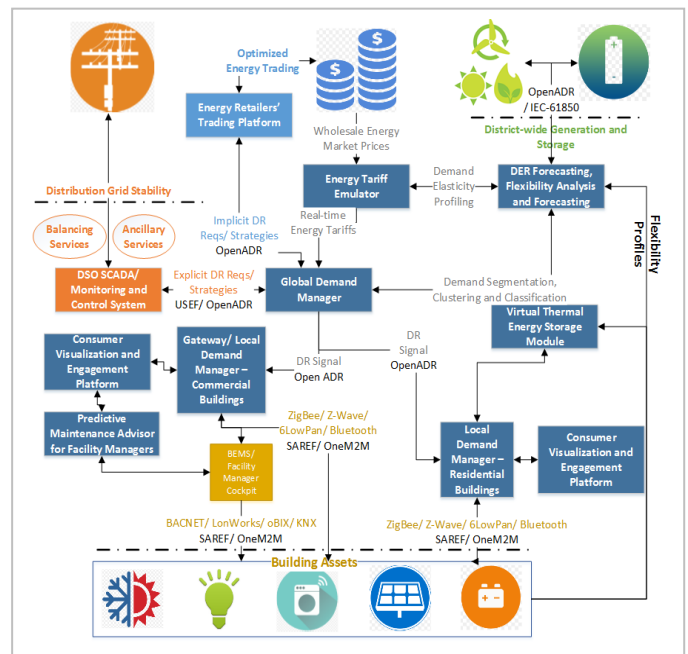 Optimized
Energy Trading
Energy Retailers'
Trading Platform
OpenADR
/ IEC-61850
District-wide Generation and
Storage
Wholesale Energy
Market Prices
Distribution Grid Stability
Balancing
Services
Ancillary
Services
Energy Tariff
Emulator
Demand
Elasticity
Profiling
DER Forecasting,
Flexibility Analysis
and Forecasting
Flexibility
Profiles
Implicit DR
Reqs/ Strategies
OpenADR
Real-time
Energy Tariffs
DSO SCADA/
Monitoring and
Control System
Explicit DR Reqs/
Strategies
USEF/ OpenADR
Global Demand
Manager
Demand Segmentation,
Clustering and Classification
Virtual Thermal
Energy Storage
Module
Consumer
Visualization and
Engagement
Platform
Gateway/ Local
Demand
Manager –
Commercial
Buildings
DR Signal
Open ADR
DR
Signal
OpenADR
Predictive
Maintenance Advisor
for Facility Managers
ZigBee/ Z-Wave/
6LowPan/ Bluetooth
SAREF/ OneM2M
BEMS/
Facility
Manager
Cockpit
Local
Demand
Manager –
Residential
Buildings
Consumer
Visualization and
Engagement
Platform
BACNET/ LonWorks/ oBIX/ KNX
SAREF/ OneM2M
ZigBee/ Z-Wave/ 6LowPan/ Bluetooth
SAREF/ OneM2M
Building Assets